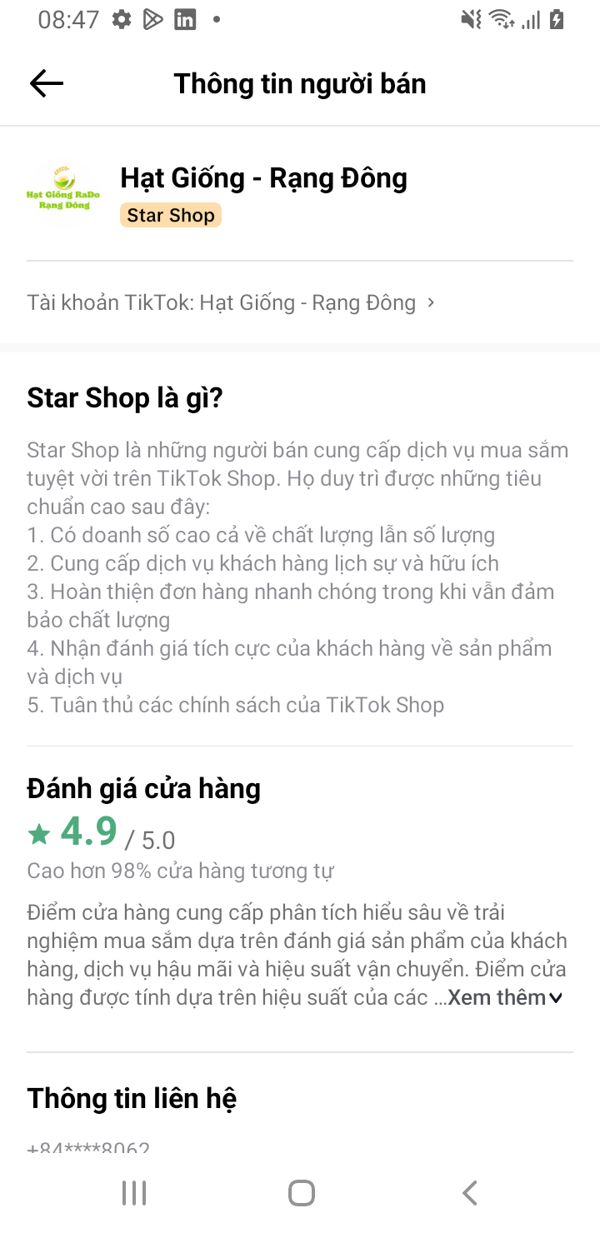 08:47
Thông tin người bán
Hạt Giống RaDo
Rạng Đông
Hạt Giống - Rạng Đông
Star Shop
Tài khoản TikTok: Hạt Giống - Rạng Đông
Star Shop là gì?
Star Shop là những người bán cung cấp dịch vụ mua sắm
tuyệt vời trên TikTok Shop. Họ duy trì được những tiêu
chuẩn cao sau đây:
1. Có doanh số cao cả về chất lượng lẫn số lượng
2. Cung cấp dịch vụ khách hàng lịch sự và hữu ích
3. Hoàn thiện đơn hàng nhanh chóng trong khi vẫn đảm
bảo chất lượng
4. Nhận đánh giá tích cực của khách hàng về sản phẩm
và dịch vụ
5. Tuân thủ các chính sách của TikTok Shop
Đánh giá cửa hàng
4.9 / 5.0
Cao hơn 98% cửa hàng tương tự
Điểm cửa hàng cung cấp phân tích hiểu sâu về trải
nghiệm mua sắm dựa trên đánh giá sản phẩm của khách
hàng, dịch vụ hậu mãi và hiệu suất vận chuyển. Điểm cửa
hàng được tính dựa trên hiệu suất của các ...Xem thêm
Thông tin liên hệ
+84****8062